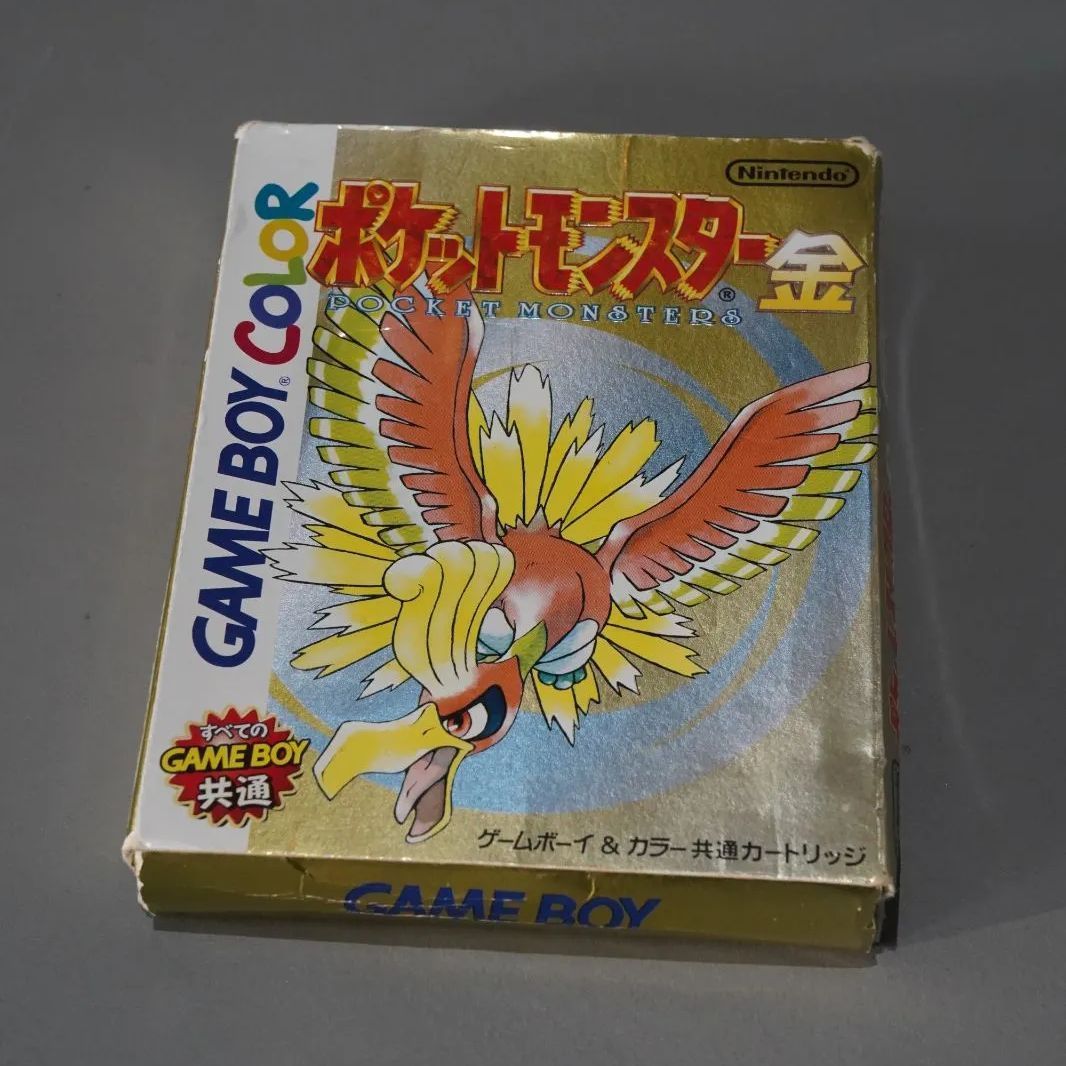 Nintendo®
ポケットモンスター®金
POCKET MONSTERS
GAME BOY® COLOR
すべての
GAME BOY
共通
ゲームボーイ & カラー共通カートリッジ
GAME BOY